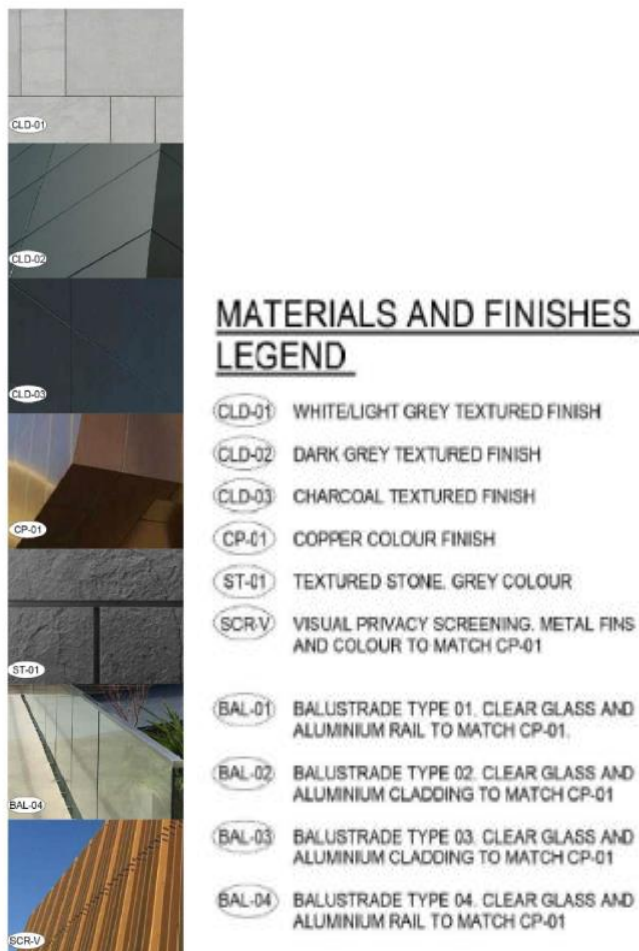 CLD-01
CLD-02
CLD-03
CP-01
ST-01
BAL-04
SCR-V
MATERIALS AND FINISHES
LEGEND
CLD-01 WHITE/LIGHT GREY TEXTURED FINISH
CLD-02 DARK GREY TEXTURED FINISH
CLD-03 CHARCOAL TEXTURED FINISH
CP-01 COPPER COLOUR FINISH
ST-01 TEXTURED STONE. GREY COLOUR
SCR-V VISUAL PRIVACY SCREENING. METAL FINS
AND COLOUR TO MATCH CP-01
BAL-01 BALUSTRADE TYPE 01. CLEAR GLASS AND
ALUMINIUM RAIL TO MATCH CP-01.
BAL-02 BALUSTRADE TYPE 02. CLEAR GLASS AND
ALUMINIUM CLADDING TO MATCH CP-01
BAL-03 BALUSTRADE TYPE 03. CLEAR GLASS AND
ALUMINIUM CLADDING TO MATCH CP-01
BAL-04 BALUSTRADE TYPE 04. CLEAR GLASS AND
ALUMINIUM RAIL TO MATCH CP-01